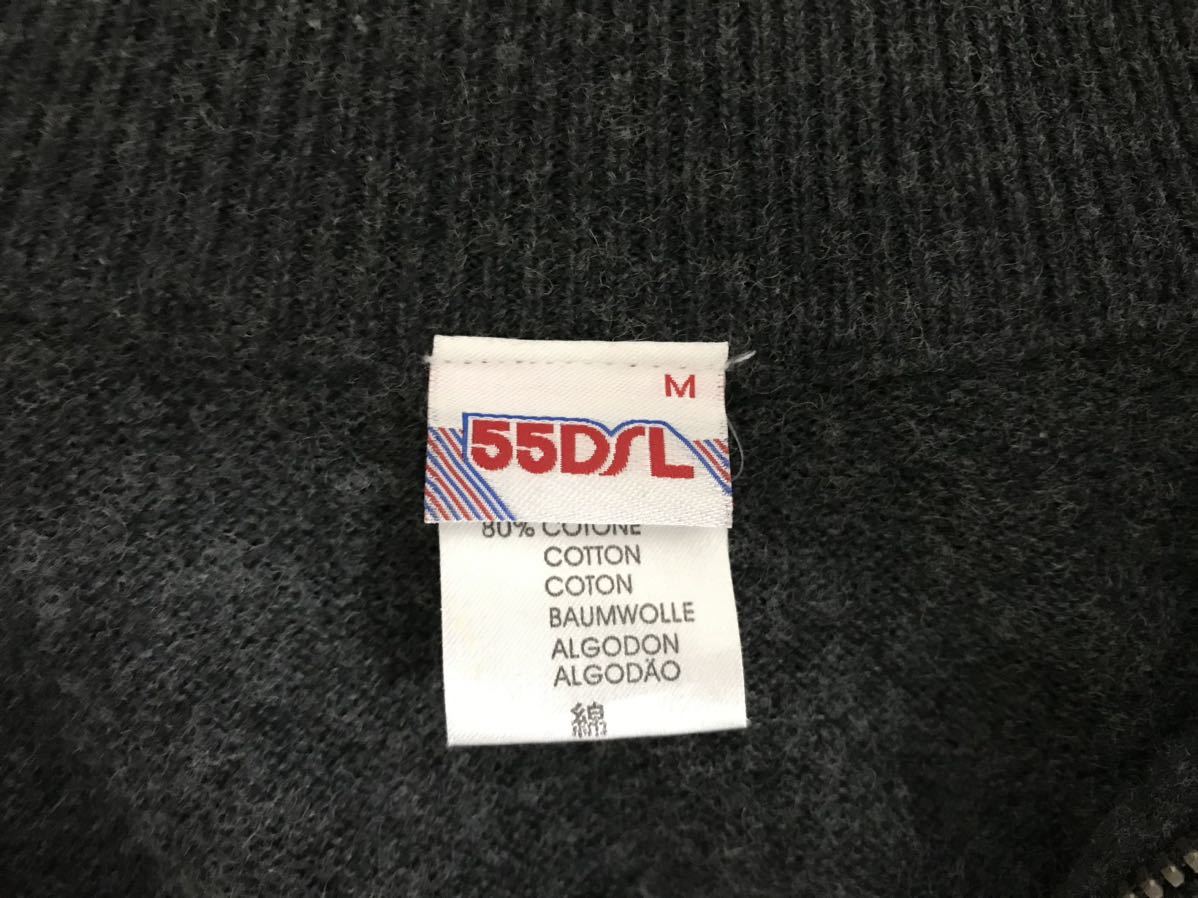 M
55DSL
80% COTONE
COTTON
COTON
BAUMWOLLE
ALGODON
ALGODÃO
綿